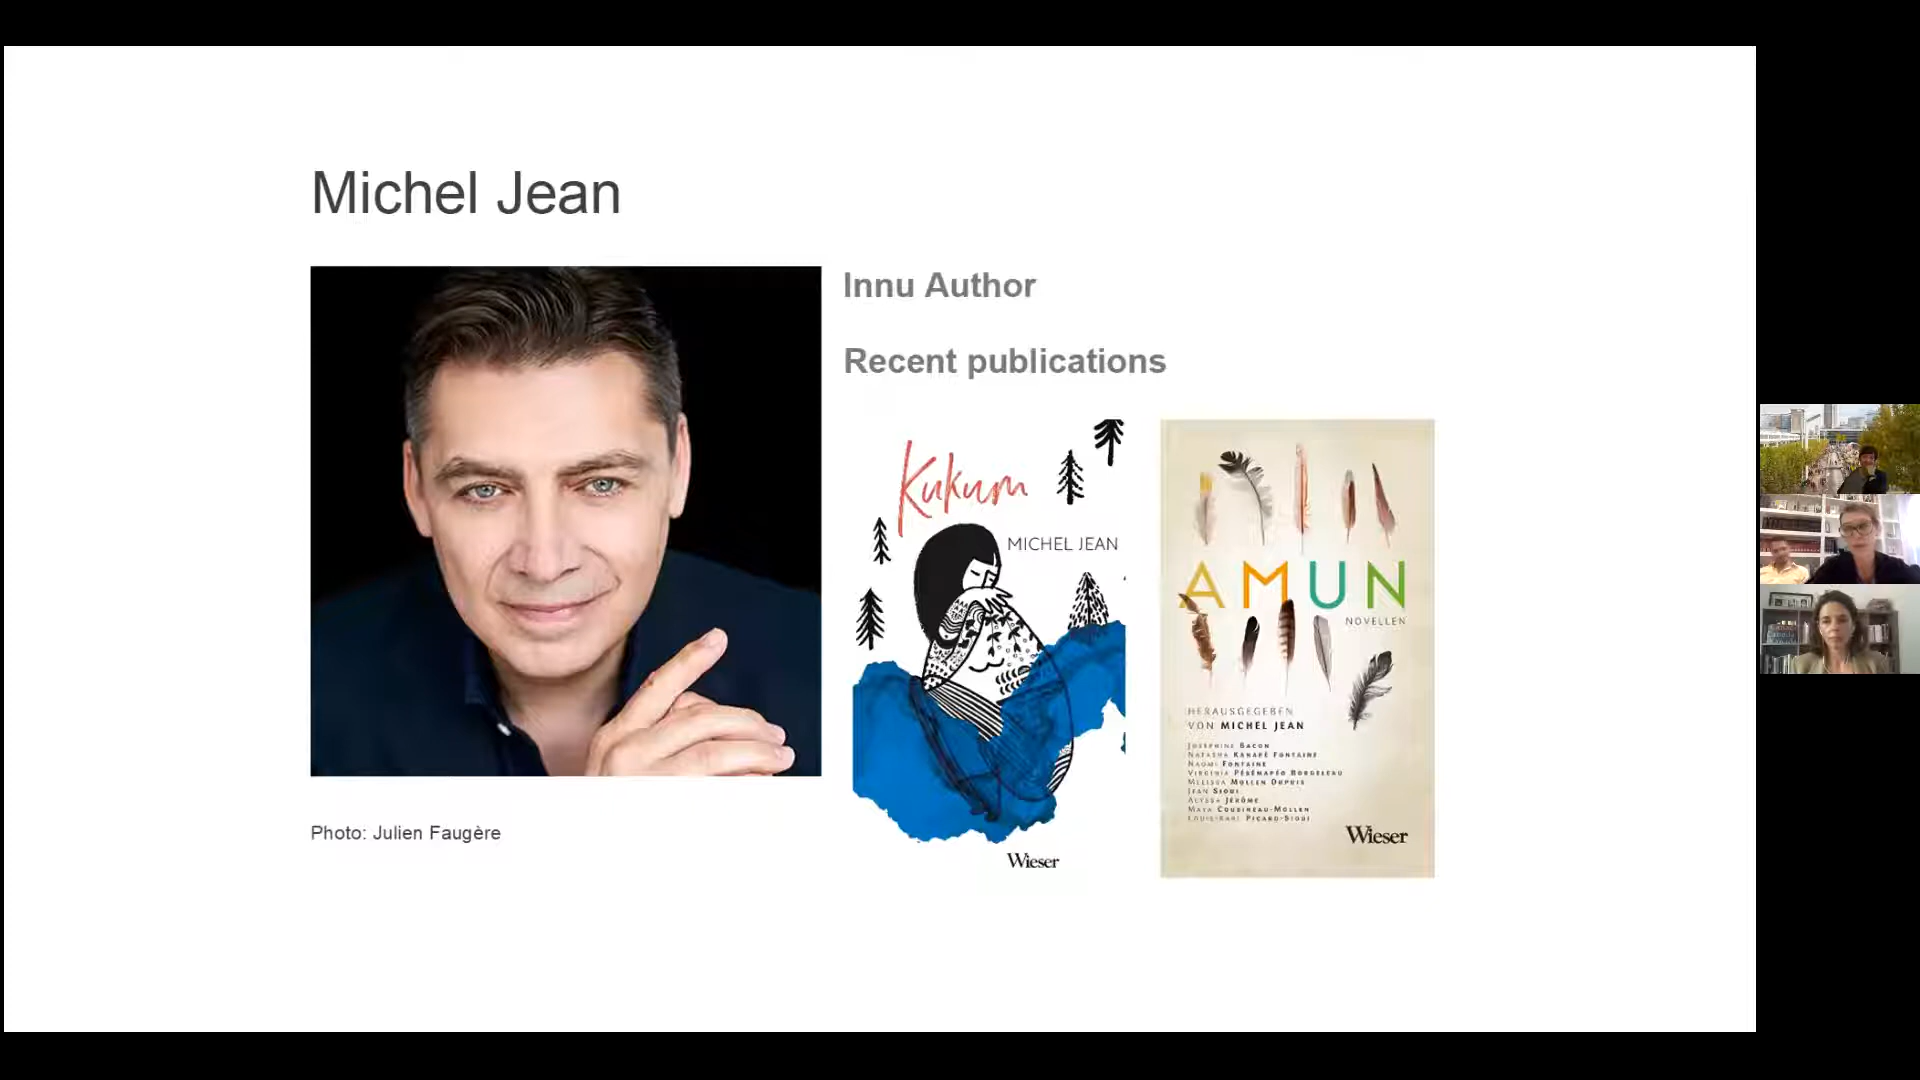 Michel Jean
Innu Author
Recent publications
Kukum
MICHEL JEAN
Wieser
AMUN
NOVELLEN
HERAUSGEGEBEN
VON MICHEL JEAN
JOSÉPHINE BACON
NATASHA KANAPÉ FONTAINE
NAOMI FONTAINE
VIRGINIA PÉSÉMAPÉO BORDELEAU
MELISSA MOLLEN DUPUIS
JEAN SIOUI
ALYSSA JÉRÔME
MAYA COUSINEAU-MOLLEN
LOUIS-KARL PICARD-SIOUI
Wieser
Photo: Julien Faugère